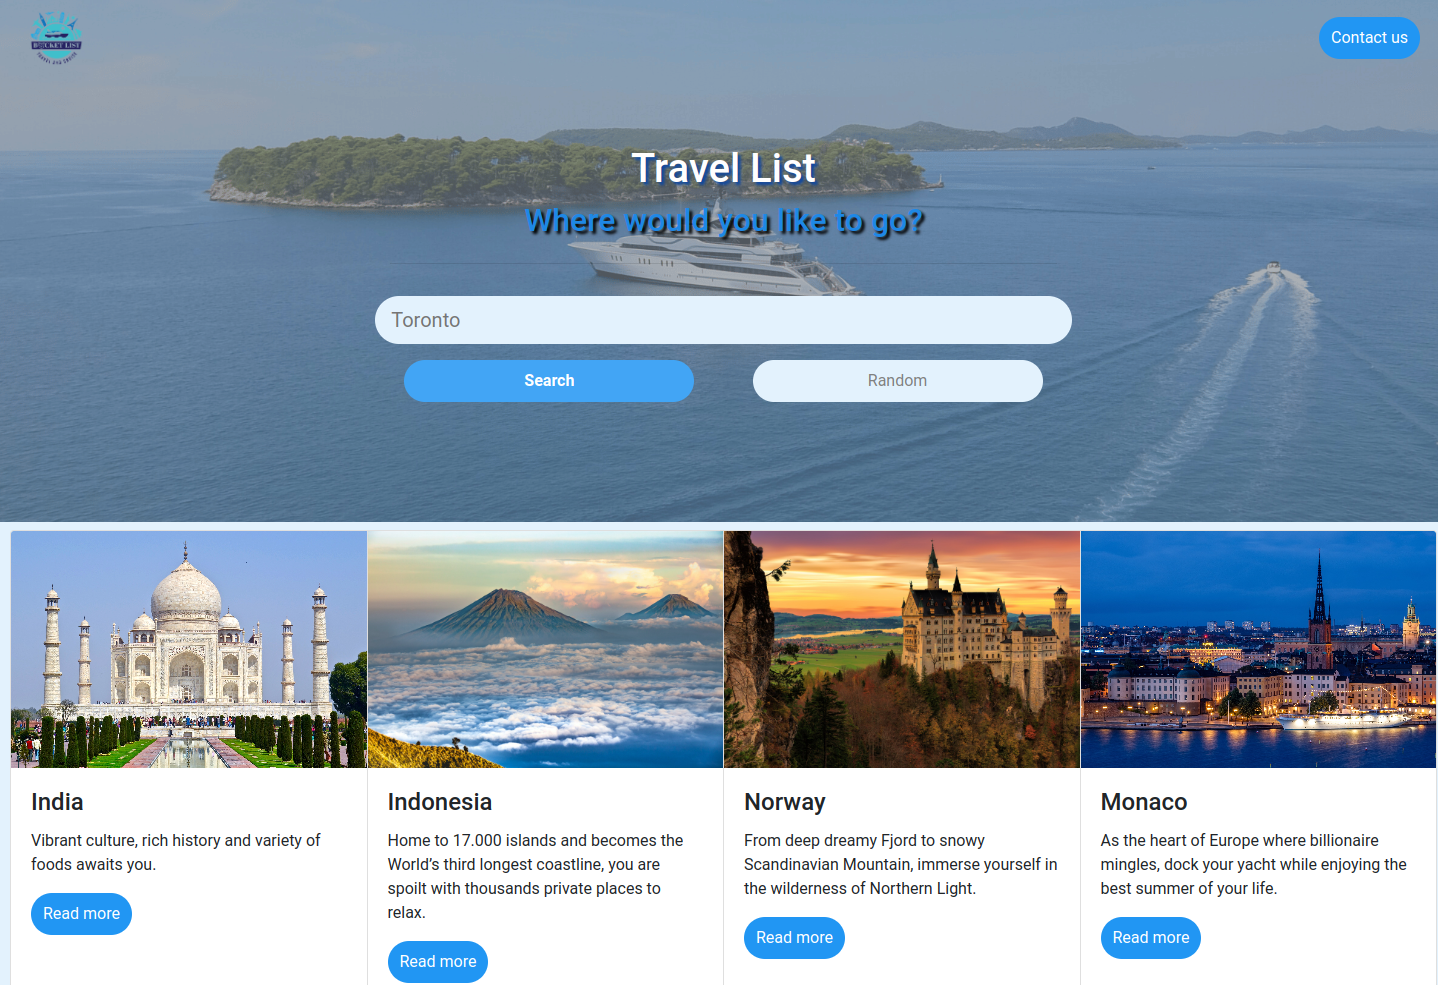 BUCKET LIST
TRAVEL AND CRUISE
Contact us
Travel List
Where would you like to go?
Toronto
Search
Random
India
Vibrant culture, rich history and variety of
foods awaits you.
Read more
Indonesia
Home to 17.000 islands and becomes the
World’s third longest coastline, you are
spoilt with thousands private places to
relax.
Read more
Norway
From deep dreamy Fjord to snowy
Scandinavian Mountain, immerse yourself in
the wilderness of Northern Light.
Read more
Monaco
As the heart of Europe where billionaire
mingles, dock your yacht while enjoying the
best summer of your life.
Read more